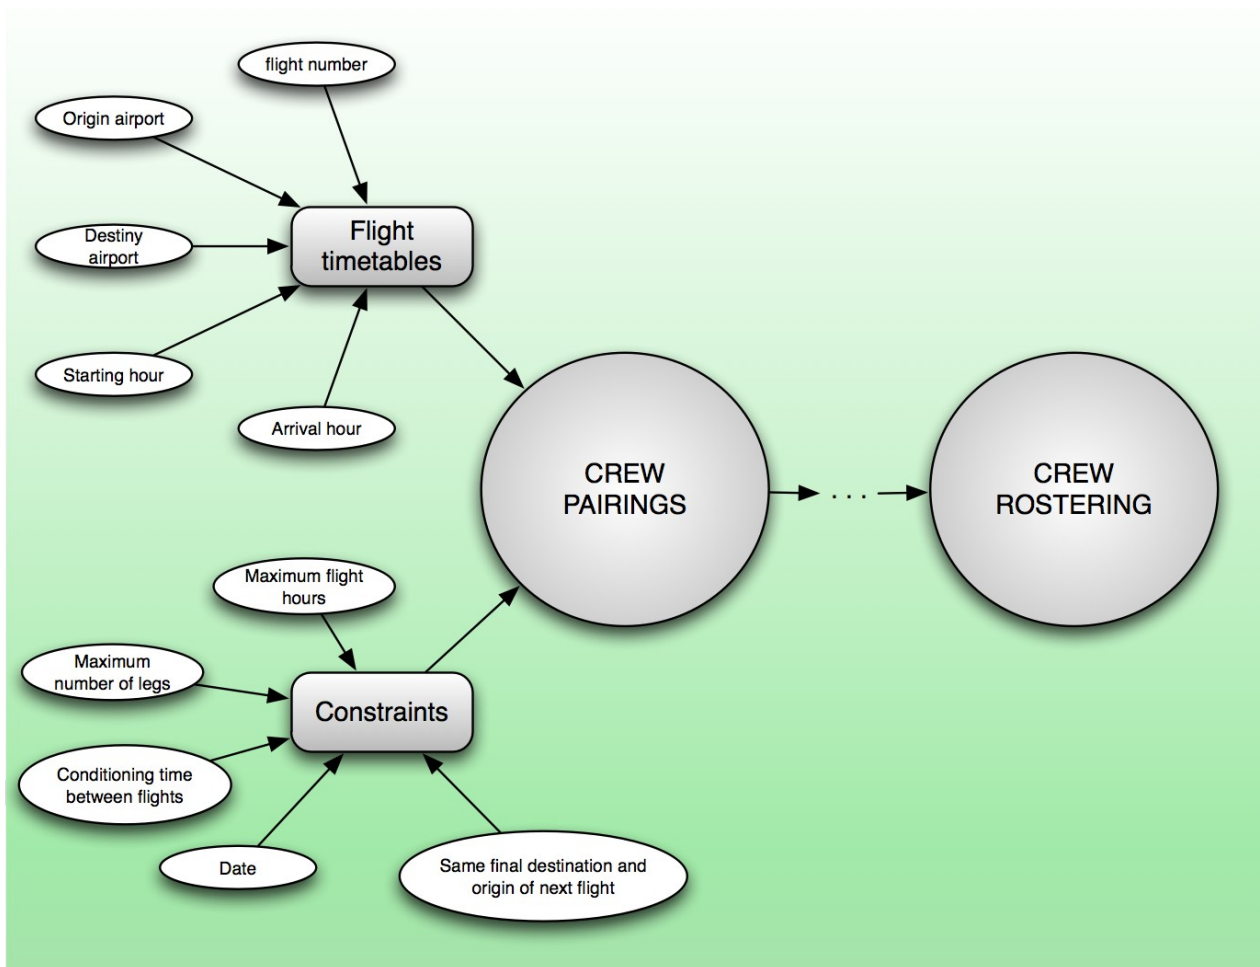 flight number
Origin airport
Destiny
airport
Starting hour
Arrival hour
Flight
timetables
CREW
PAIRINGS
. . .
CREW
ROSTERING
Maximum flight
hours
Maximum
number of legs
Constraints
Conditioning time
between flights
Date
Same final destination and
origin of next flight